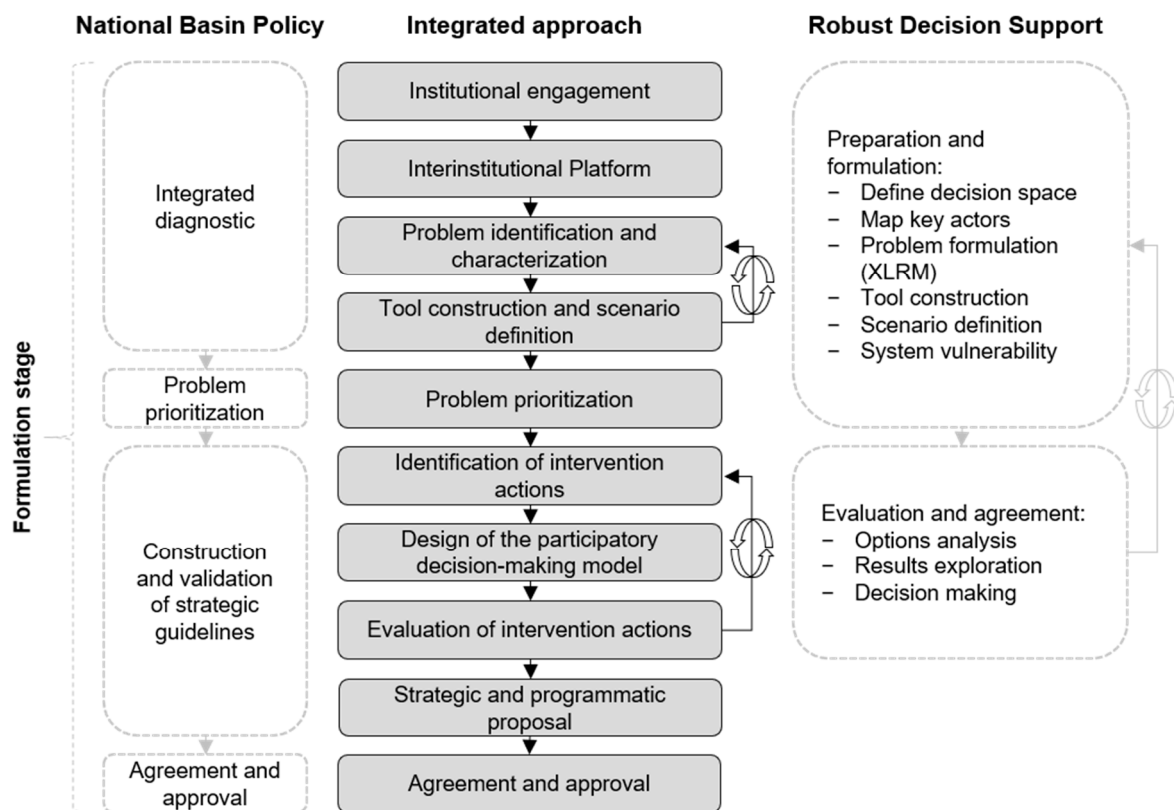 National Basin Policy
Integrated approach
Robust Decision Support
Formulation stage
Integrated
diagnostic
Problem
prioritization
Construction
and validation
of strategic
guidelines
Agreement and
approval
Institutional engagement
Interinstitutional Platform
Problem identification and
characterization
Tool construction and scenario
definition
Problem prioritization
Identification of intervention
actions
Design of the participatory
decision-making model
Evaluation of intervention actions
Strategic and programmatic
proposal
Agreement and approval
Preparation and
formulation:
− Define decision space
− Map key actors
− Problem formulation
(XLRM)
− Tool construction
− Scenario definition
− System vulnerability
Evaluation and agreement:
− Options analysis
− Results exploration
− Decision making